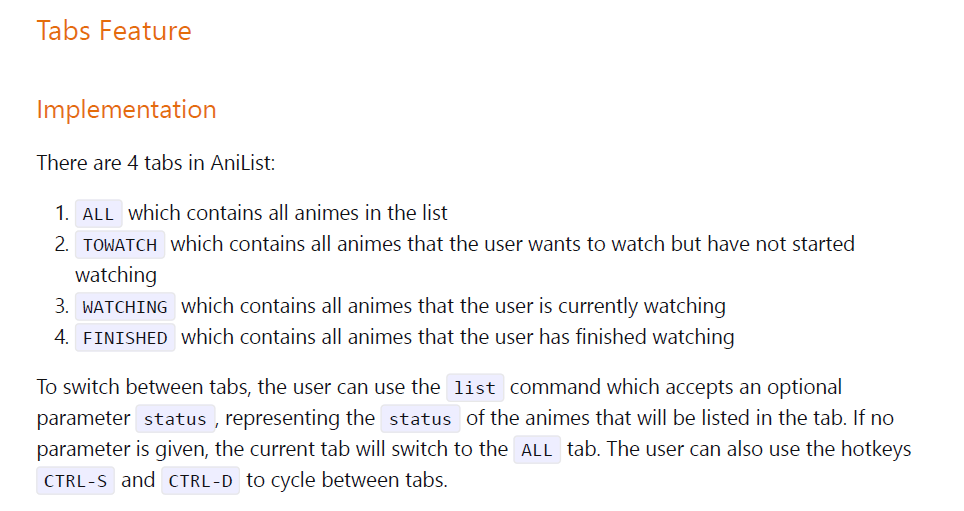 Tabs Feature
Implementation
There are 4 tabs in AniList:
1. ALL which contains all animes in the list
2. TOWATCH which contains all animes that the user wants to watch but have not started
watching
3. WATCHING which contains all animes that the user is currently watching
4. FINISHED which contains all animes that the user has finished watching
To switch between tabs, the user can use the list command which accepts an optional
parameter status, representing the status of the animes that will be listed in the tab. If no
parameter is given, the current tab will switch to the ALL tab. The user can also use the hotkeys
CTRL-S and CTRL-D to cycle between tabs.